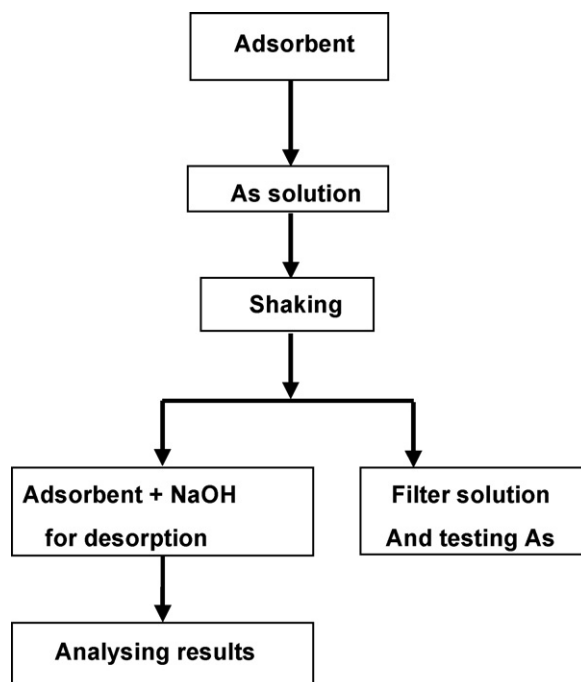 Adsorbent
As solution
Shaking
Adsorbent + NaOH
for desorption
Filter solution
And testing As
Analysing results